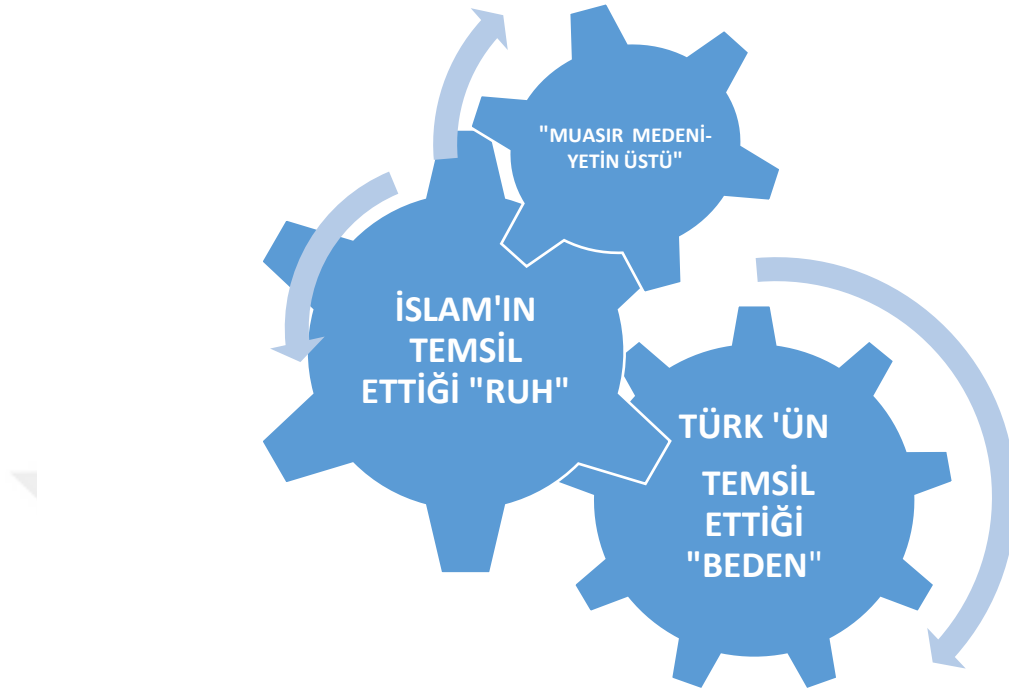 "MUASIR MEDENİ-
YETİN ÜSTÜ"
İSLAM'IN
TEMSİL
ETTİĞİ "RUH"
TÜRK 'ÜN
TEMSİL
ETTİĞİ
"BEDEN"